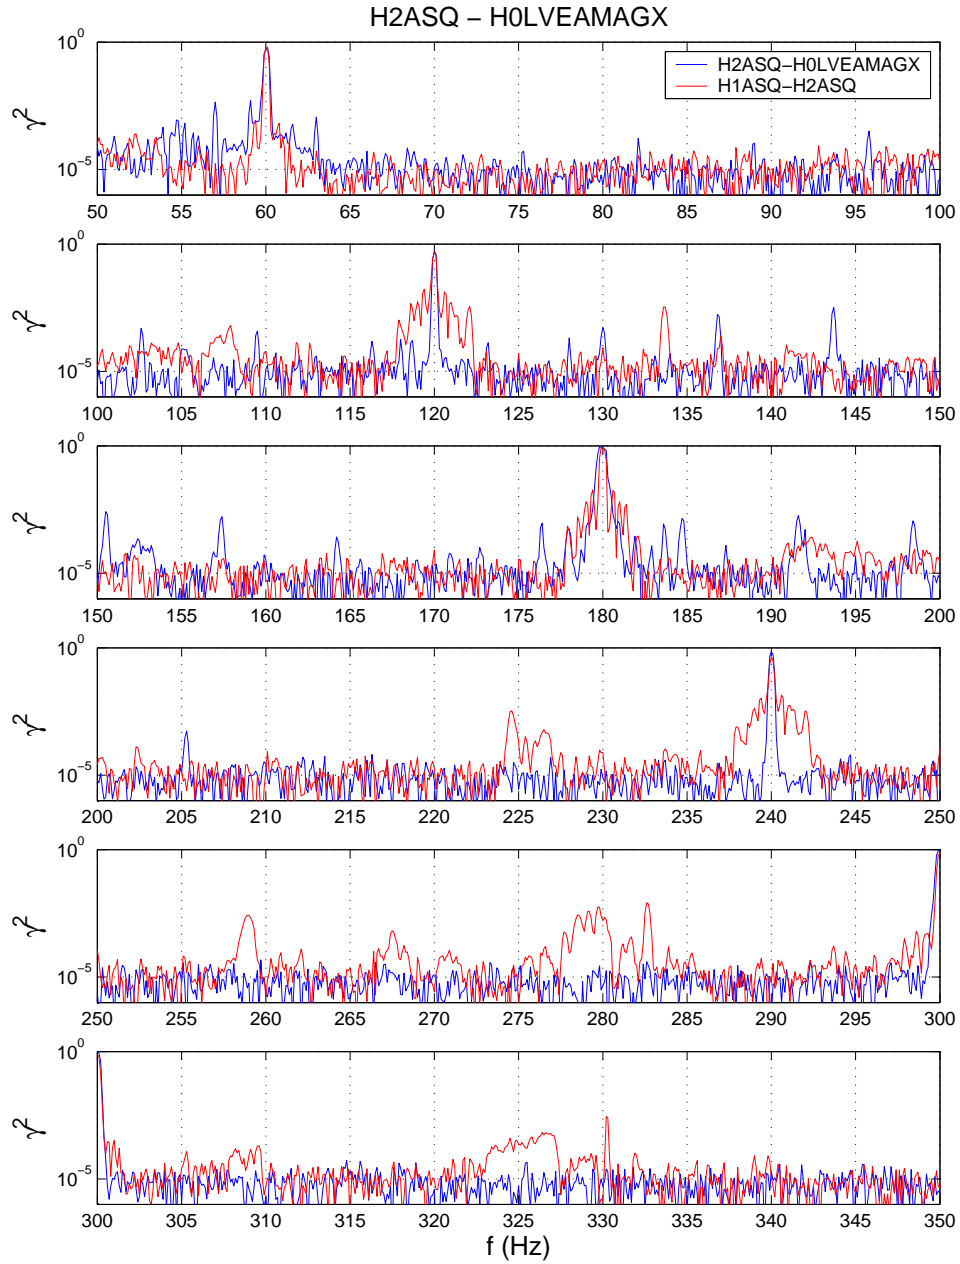 H2ASQ − H0LVEAMAGX
10^0
10^-5
γ^2
H2ASQ−H0LVEAMAGX
H1ASQ−H2ASQ
50 55 60 65 70 75 80 85 90 95 100
10^0
10^-5
γ^2
100 105 110 115 120 125 130 135 140 145 150
10^0
10^-5
γ^2
150 155 160 165 170 175 180 185 190 195 200
10^0
10^-5
γ^2
200 205 210 215 220 225 230 235 240 245 250
10^0
10^-5
γ^2
250 255 260 265 270 275 280 285 290 295 300
10^0
10^-5
γ^2
300 305 310 315 320 325 330 335 340 345 350
f (Hz)